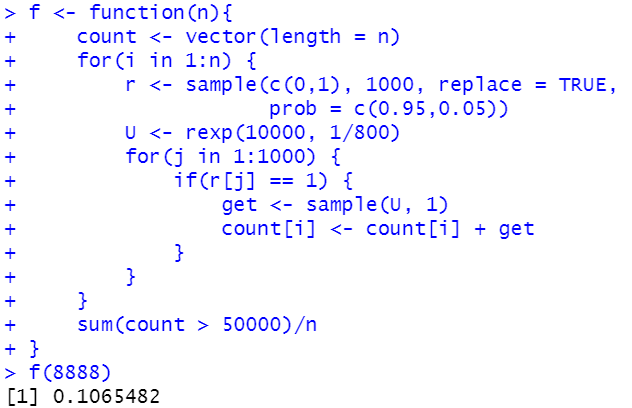 > f <- function(n){
+     count <- vector(length = n)
+     for(i in 1:n) {
+         r <- sample(c(0,1), 1000, replace = TRUE,
+                     prob = c(0.95,0.05))
+         U <- rexp(10000, 1/800)
+         for(j in 1:1000) {
+             if(r[j] == 1) {
+                 get <- sample(U, 1)
+                 count[i] <- count[i] + get
+             }
+         }
+     }
+     sum(count > 50000)/n
+ }
> f(8888)
[1] 0.1065482